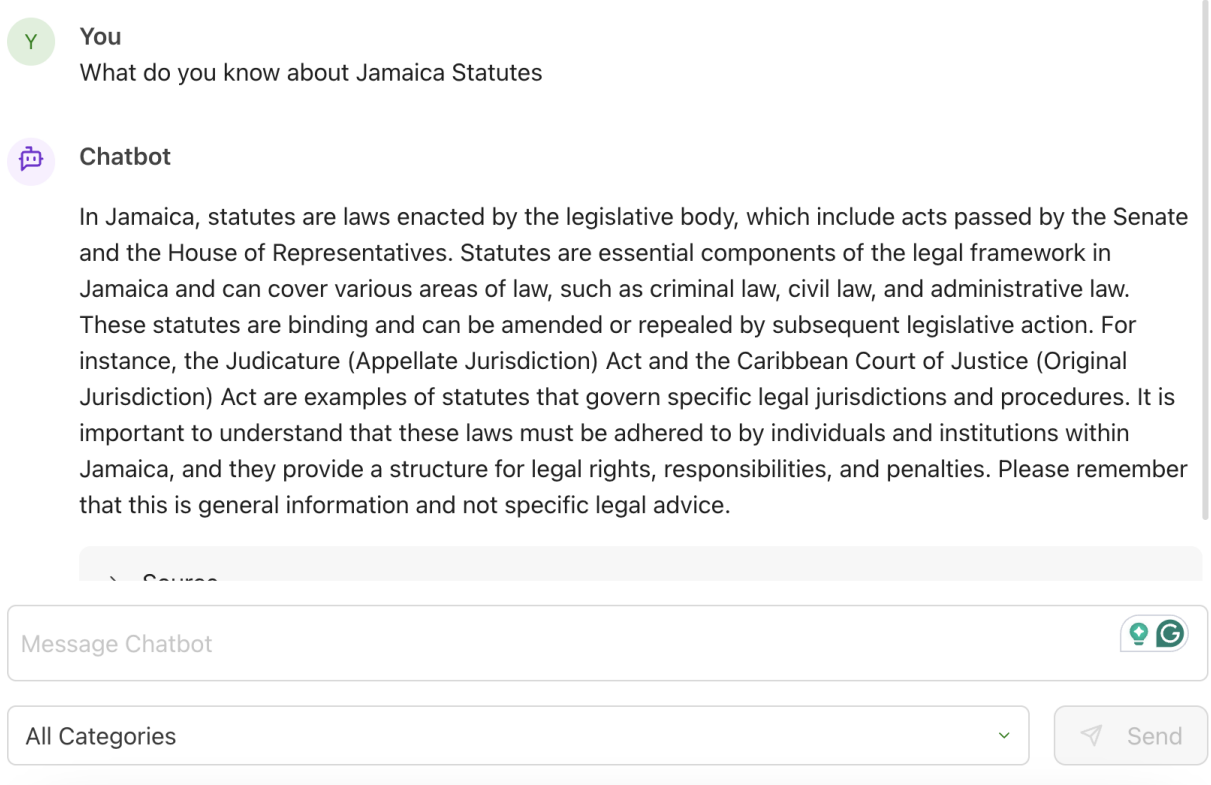 Y
You
What do you know about Jamaica Statutes
Chatbot
In Jamaica, statutes are laws enacted by the legislative body, which include acts passed by the Senate
and the House of Representatives. Statutes are essential components of the legal framework in
Jamaica and can cover various areas of law, such as criminal law, civil law, and administrative law.
These statutes are binding and can be amended or repealed by subsequent legislative action. For
instance, the Judicature (Appellate Jurisdiction) Act and the Caribbean Court of Justice (Original
Jurisdiction) Act are examples of statutes that govern specific legal jurisdictions and procedures. It is
important to understand that these laws must be adhered to by individuals and institutions within
Jamaica, and they provide a structure for legal rights, responsibilities, and penalties. Please remember
that this is general information and not specific legal advice.
Source
Message Chatbot
All Categories
Send